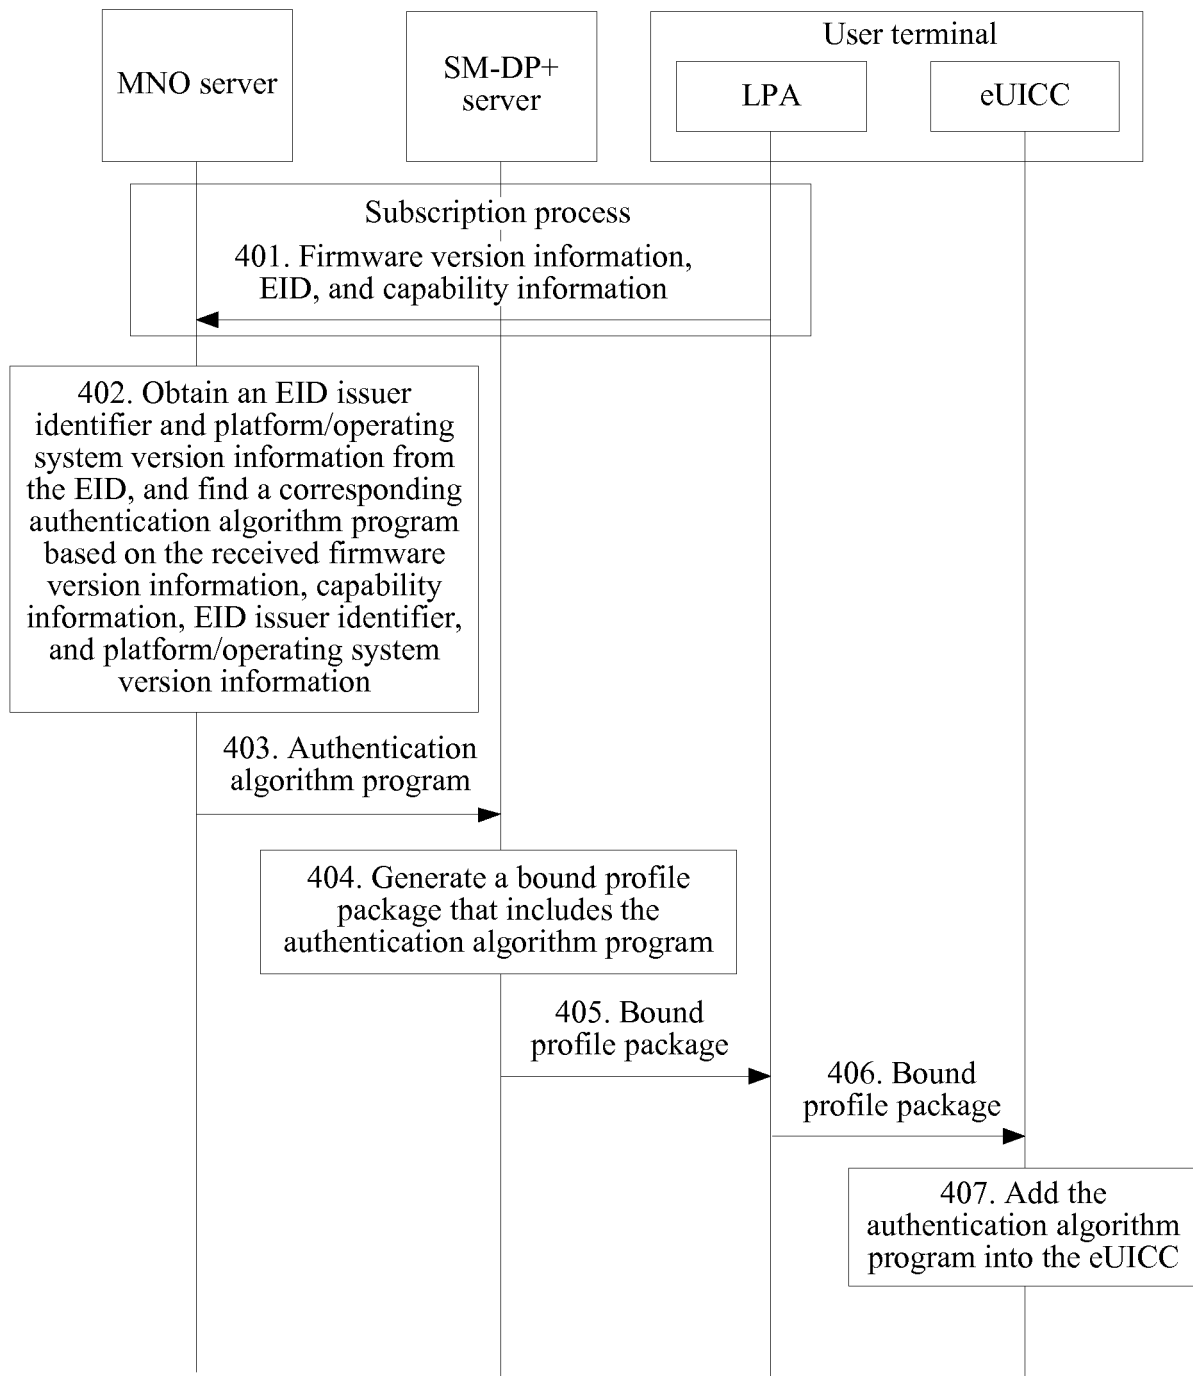 MNO server
SM-DP+
server
User terminal
LPA
eUICC
Subscription process
401. Firmware version information,
EID, and capability information
402. Obtain an EID issuer
identifier and platform/operating
system version information from
the EID, and find a corresponding
authentication algorithm program
based on the received firmware
version information, capability
information, EID issuer identifier,
and platform/operating system
version information
403. Authentication
algorithm program
404. Generate a bound profile
package that includes the
authentication algorithm program
405. Bound
profile package
406. Bound
profile package
407. Add the
authentication algorithm
program into the eUICC